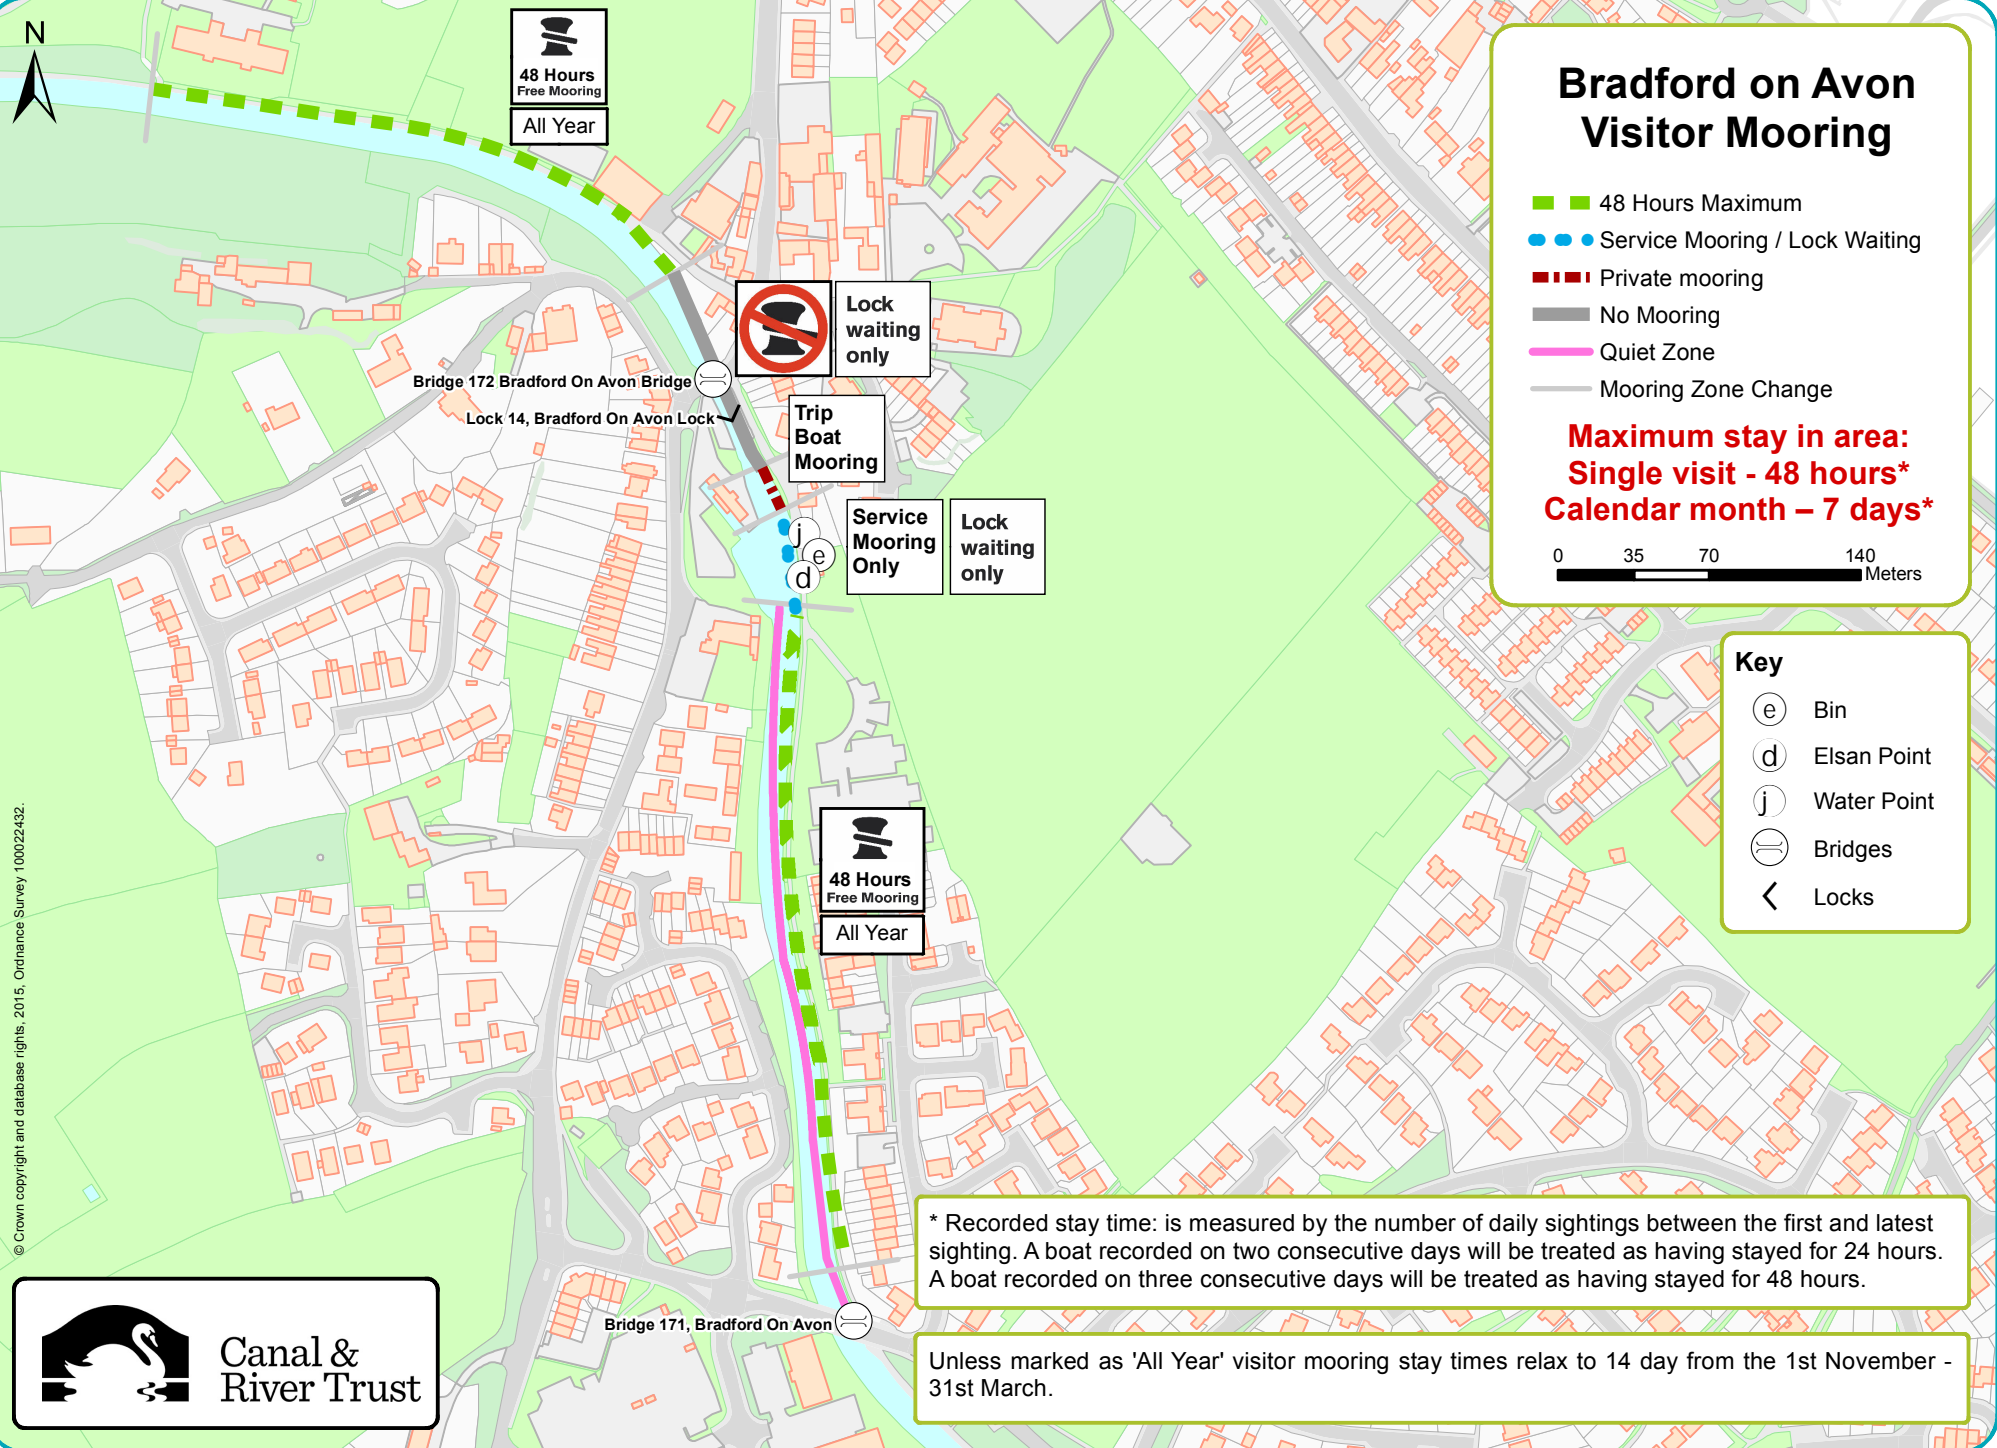 N
48 Hours
Free Mooring
All Year
Bradford on Avon
Visitor Mooring
48 Hours Maximum
Service Mooring / Lock Waiting
Private mooring
No Mooring
Quiet Zone
Mooring Zone Change
Maximum stay in area:
Single visit - 48 hours*
Calendar month – 7 days*
0 35 70 140
Meters
Lock
waiting
only
Bridge 172 Bradford On Avon Bridge
Lock 14, Bradford On Avon Lock
Trip
Boat
Mooring
Service
Mooring
Only
Lock
waiting
only
j
e
d
Key
e Bin
d Elsan Point
j Water Point
Bridges
Locks
48 Hours
Free Mooring
All Year
© Crown copyright and database rights, 2015, Ordnance Survey 100022432.
* Recorded stay time: is measured by the number of daily sightings between the first and latest
sighting. A boat recorded on two consecutive days will be treated as having stayed for 24 hours.
A boat recorded on three consecutive days will be treated as having stayed for 48 hours.
Bridge 171, Bradford On Avon
Unless marked as 'All Year' visitor mooring stay times relax to 14 day from the 1st November -
31st March.
Canal &
River Trust